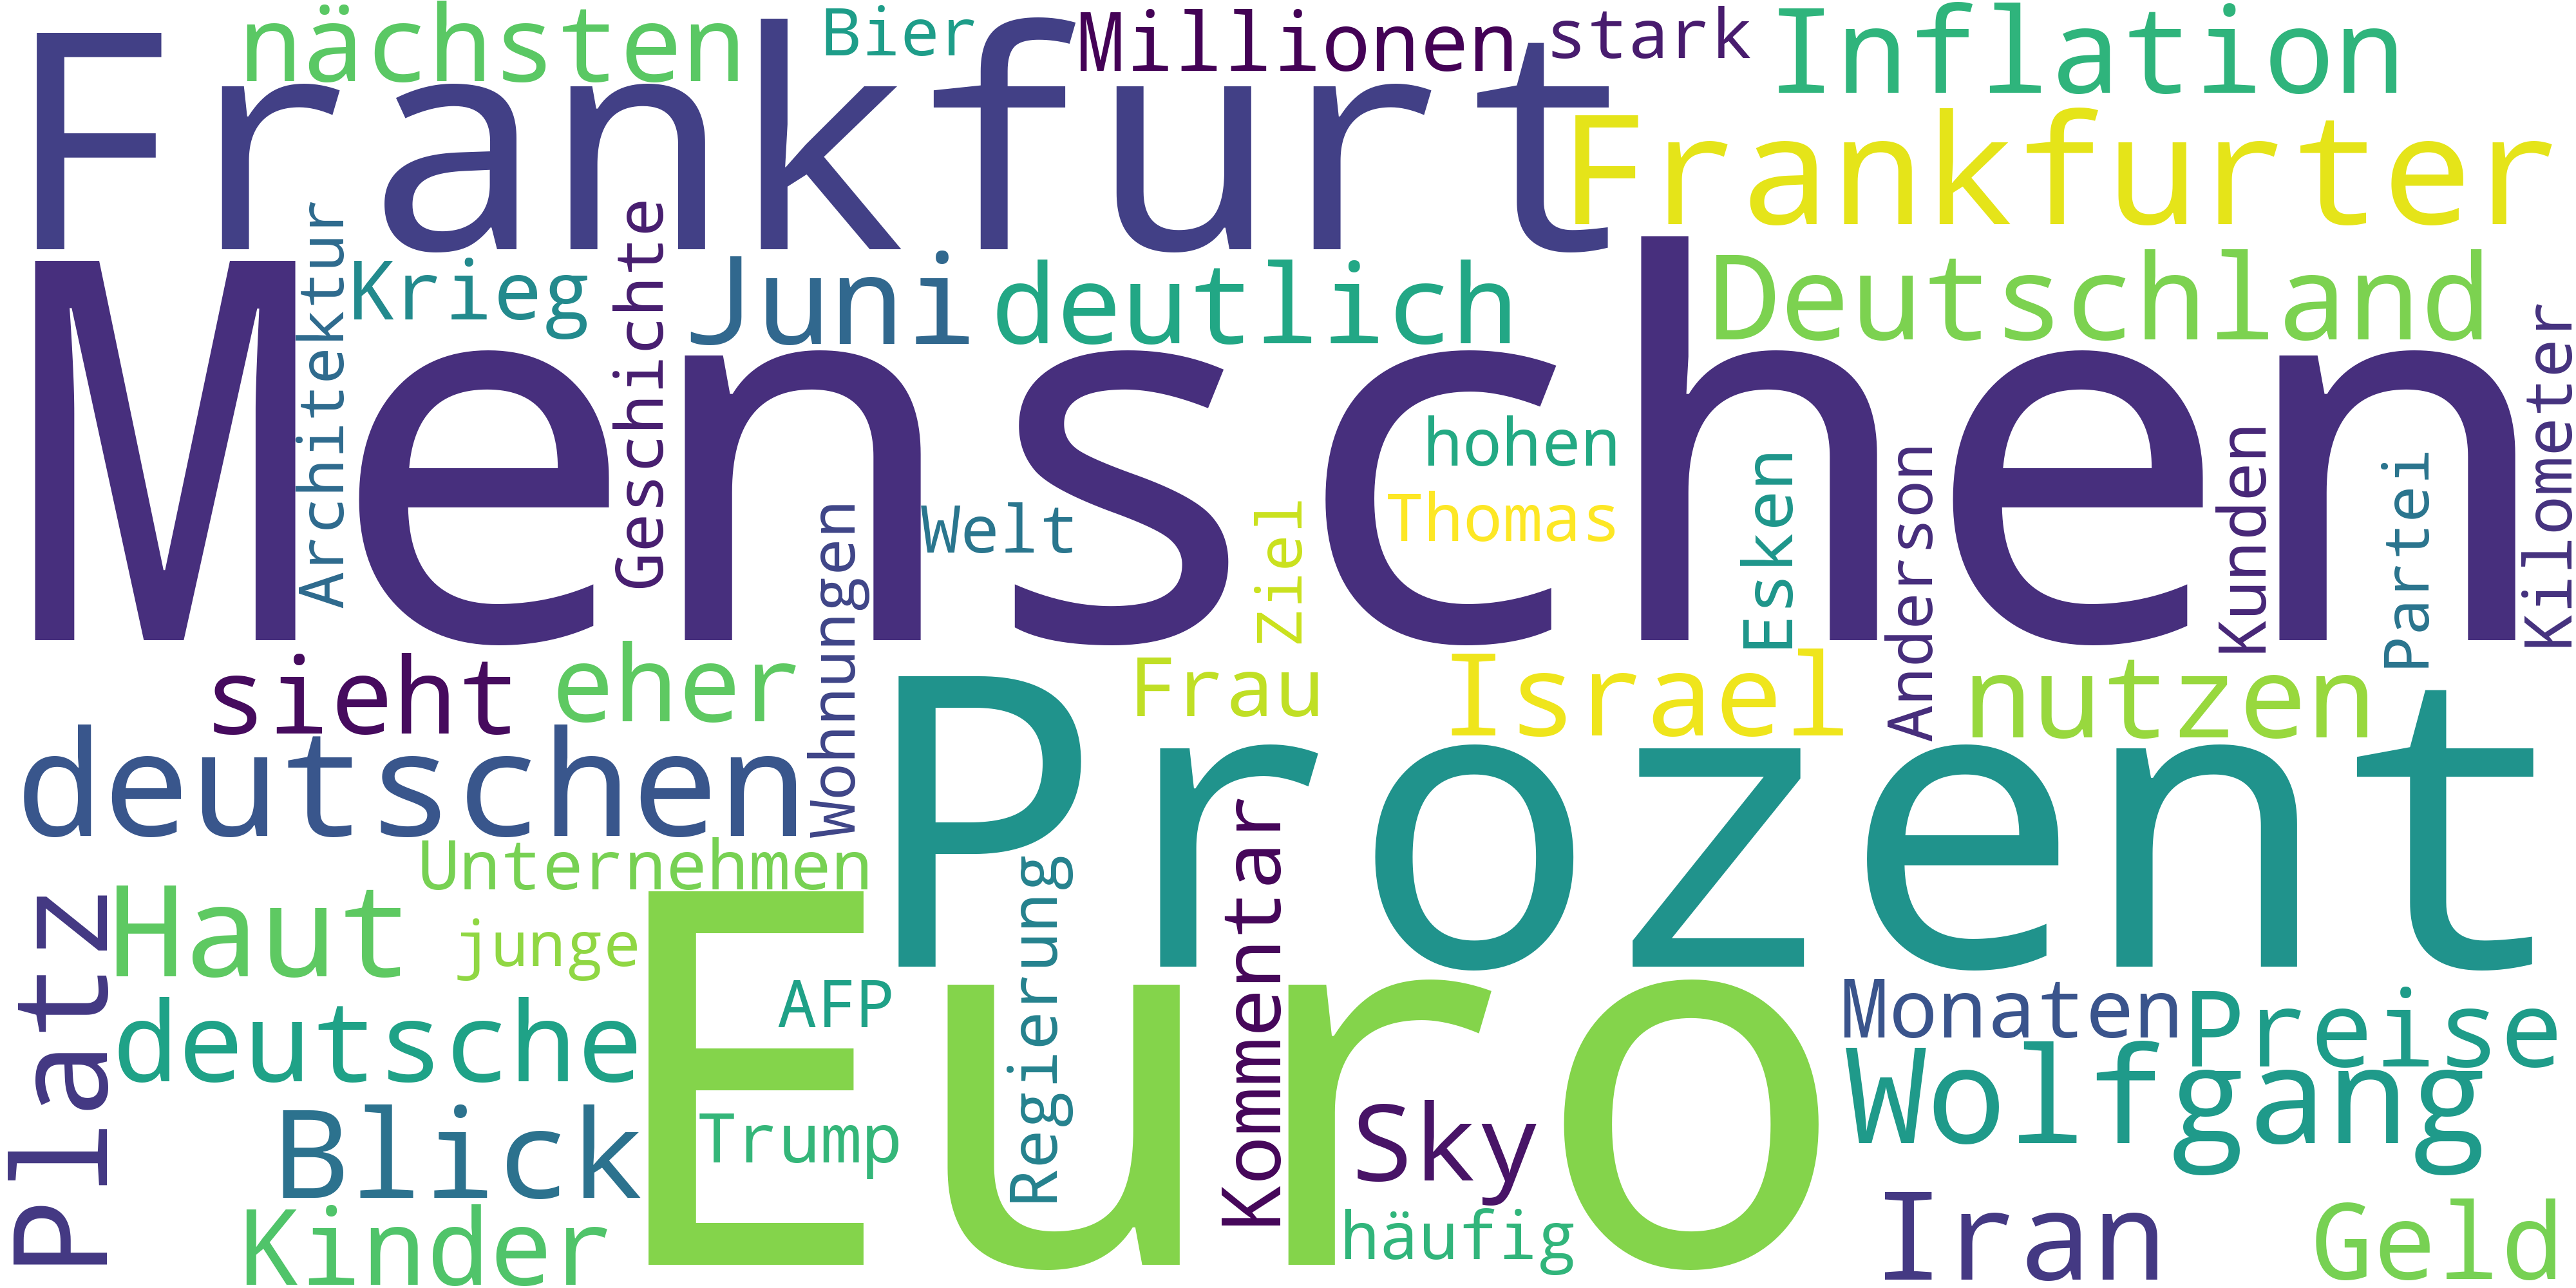 nächsten
Bier
Millionen
stark
Inflation
Frankfurt
Frankfurter
Architektur
Krieg
Geschichte
Juni
deutlich
Deutschland
Kilometer
Menschen
hohen
Thomas
Welt
Ziel
Esken
Anderson
Kunden
Partei
Wohnungen
sieht
eher
Frau
Israel
nutzen
deutschen
Prozent
Unternehmen
Platz
Haut
junge
Euro
AFP
Regierung
Kommentar
deutsche
Monaten
Preise
Blick
Trump
Sky
Wolfgang
Kinder
häufig
Iran
Geld